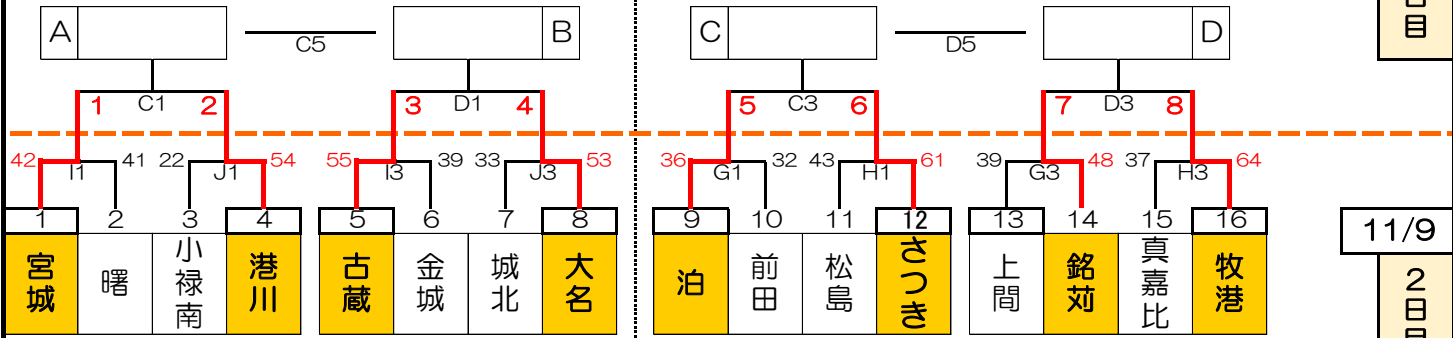 日
目
A
C5
B
C
D5
D
1 C1 2
3 D1 4
5 C3 6
7 D3 8
42 I1 41
22 J1 54
55 I3 39
33 J3 53
36 G1 32
43 H1 61
39 G3 48
37 H3 64
1 2 3 4 5 6 7 8 9 10 11 12 13 14 15 16
宮城
曙
小禄南
港川
古蔵
金城
城北
大名
泊
前田
松島
さつき
上間
銘苅
真嘉比
牧港
11/9
2日目